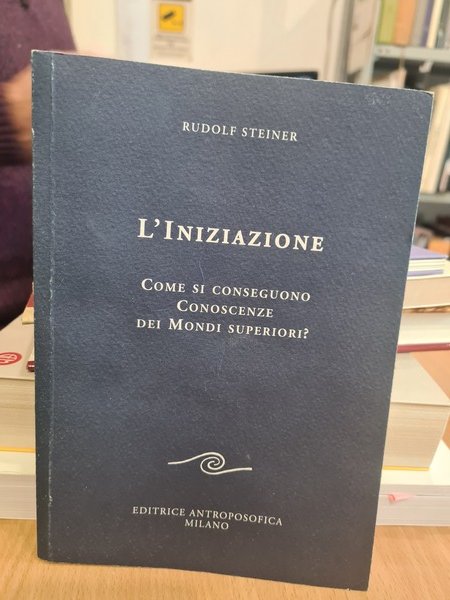 RUDOLF STEINER
L'INIZIAZIONE
COME SI CONSEGUONO
CONOSCENZE
DEI MONDI SUPERIORI?
EDITRICE ANTROPOSOFICA
MILANO